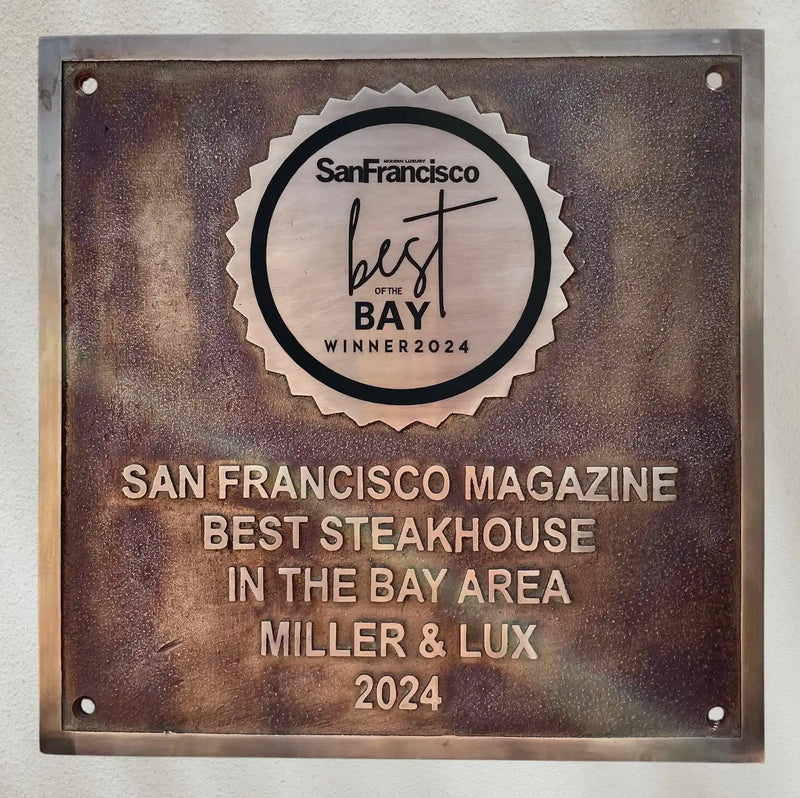 MODERN LUXURY
SanFrancisco
best
OF THE
BAY
WINNER2024
SAN FRANCISCO MAGAZINE
BEST STEAKHOUSE
IN THE BAY AREA
MILLER & LUX
2024